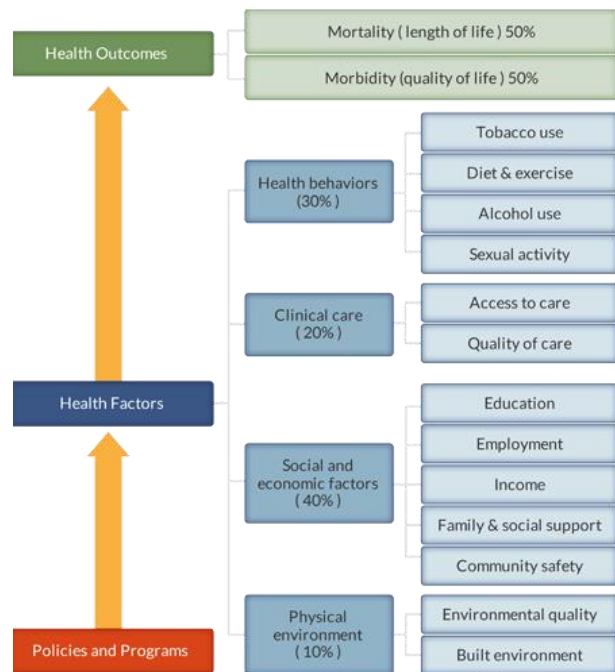 Health Outcomes
Mortality ( length of life ) 50%
Morbidity (quality of life ) 50%
Health behaviors
(30% )
Tobacco use
Diet & exercise
Alcohol use
Sexual activity
Clinical care
( 20% )
Access to care
Quality of care
Health Factors
Social and
economic factors
( 40% )
Education
Employment
Income
Family & social support
Community safety
Policies and Programs
Physical
environment
( 10% )
Environmental quality
Built environment